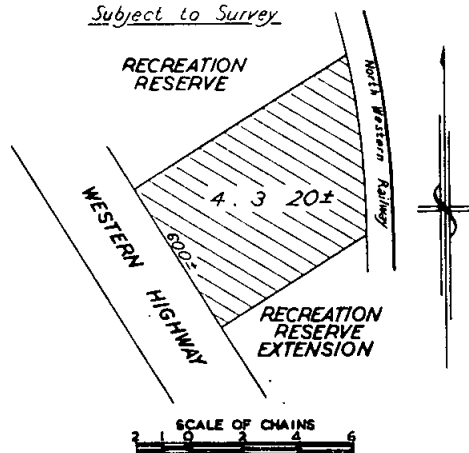 Subject to Survey
RECREATION
RESERVE
North Western Railway
4 . 3 20±
600±
WESTERN HIGHWAY
RECREATION
RESERVE
EXTENSION
SCALE OF CHAINS
2 1 0 2 4 6